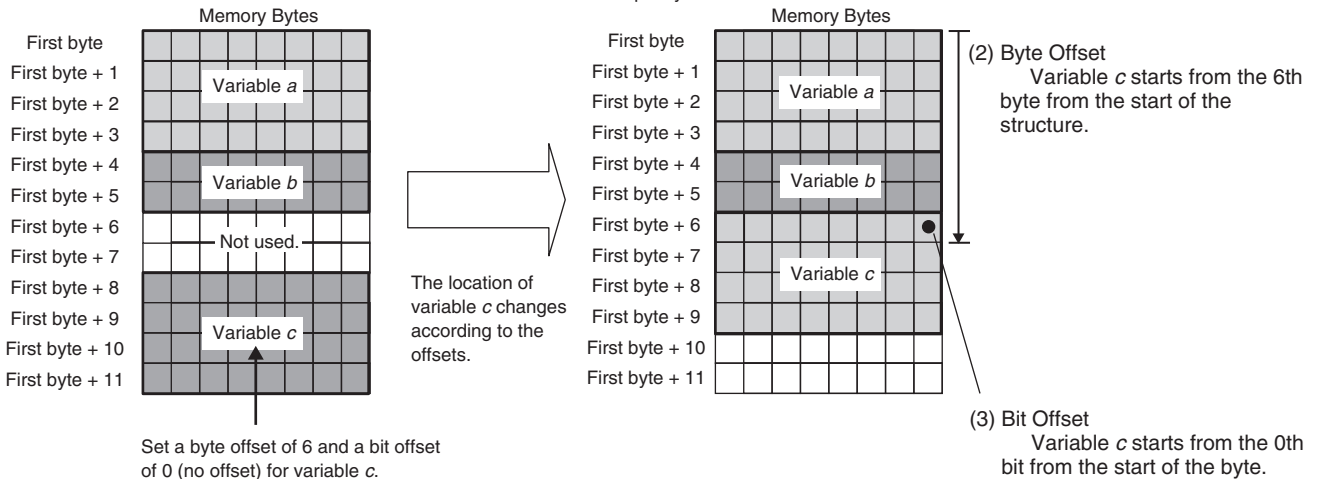 Memory Bytes
First byte
First byte + 1
First byte + 2
First byte + 3
First byte + 4
First byte + 5
First byte + 6
First byte + 7
First byte + 8
First byte + 9
First byte + 10
First byte + 11
Variable a
Variable b
Not used.
Variable c
Set a byte offset of 6 and a bit offset
of 0 (no offset) for variable c.
The location of
variable c changes
according to the
offsets.
Memory Bytes
First byte
First byte + 1
First byte + 2
First byte + 3
First byte + 4
First byte + 5
First byte + 6
First byte + 7
First byte + 8
First byte + 9
First byte + 10
First byte + 11
Variable a
Variable b
Variable c
(2) Byte Offset
Variable c starts from the 6th
byte from the start of the
structure.
(3) Bit Offset
Variable c starts from the 0th
bit from the start of the byte.